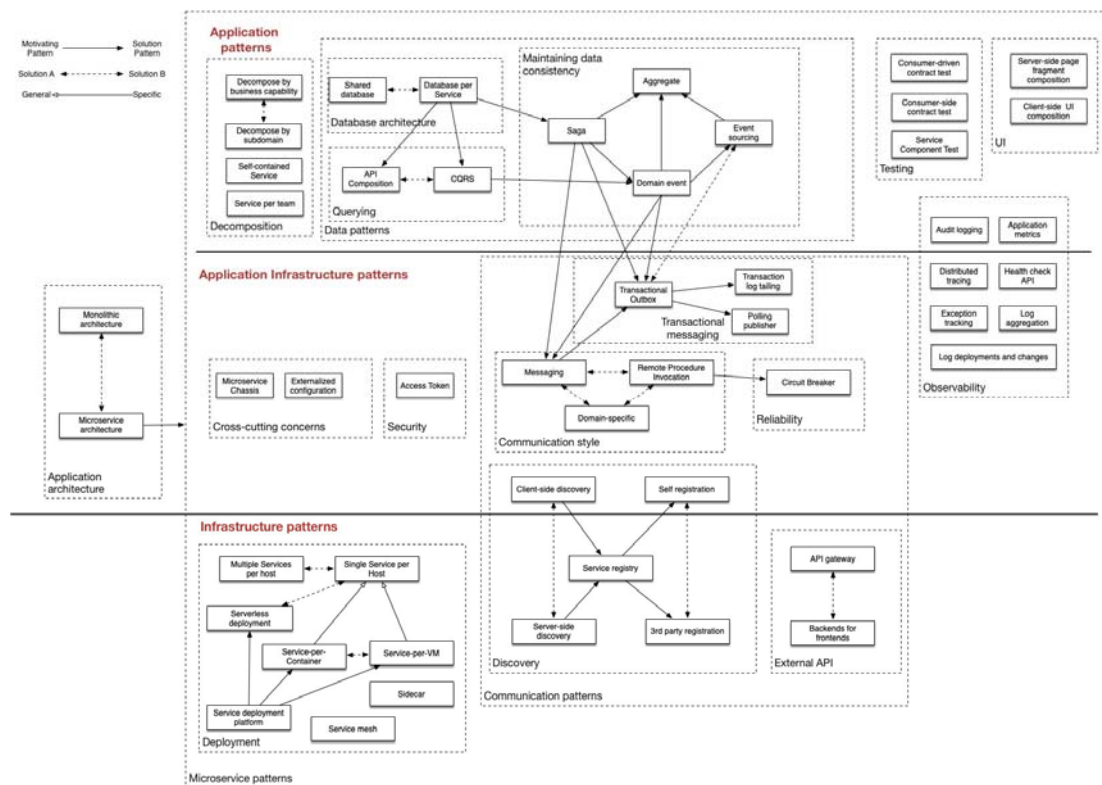 Motivating
Pattern
Solution
Pattern
Solution A
Solution B
General
Specific
Application
patterns
Decompose by
business capability
Decompose by
subdomain
Self-contained
Service
Service per team
Decomposition
Shared
database
Database per
Service
Database architecture
API
Composition
CQRS
Querying
Data patterns
Maintaining data
consistency
Aggregate
Saga
Event
sourcing
Domain event
Consumer-driven
contract test
Consumer-side
contract test
Service
Component Test
Testing
Server-side page
fragment
composition
Client-side UI
composition
UI
Audit logging
Application
metrics
Distributed
tracing
Health check
API
Exception
tracking
Log
aggregation
Log deployments and changes
Observability
Application Infrastructure patterns
Monolithic
architecture
Microservice
architecture
Application
architecture
Microservice
Chassis
Externalized
configuration
Cross-cutting concerns
Access Token
Security
Transactional
Outbox
Transaction
log tailing
Polling
publisher
Transactional
messaging
Messaging
Remote Procedure
Invocation
Domain-specific
Communication style
Circuit Breaker
Reliability
Client-side discovery
Self registration
Service registry
Server-side
discovery
3rd party registration
Discovery
API gateway
Backends for
frontends
External API
Communication patterns
Infrastructure patterns
Multiple Services
per host
Single Service per
Host
Serverless
deployment
Service-per-
Container
Service-per-VM
Sidecar
Service deployment
platform
Service mesh
Deployment
Microservice patterns